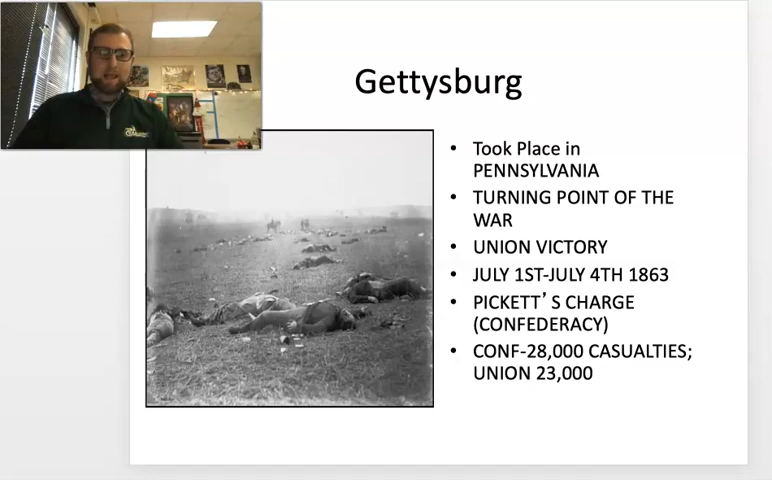 Gettysburg
• Took Place in
PENNSYLVANIA
• TURNING POINT OF THE
WAR
• UNION VICTORY
• JULY 1ST-JULY 4TH 1863
• PICKETT’S CHARGE
(CONFEDERACY)
• CONF-28,000 CASUALTIES;
UNION 23,000